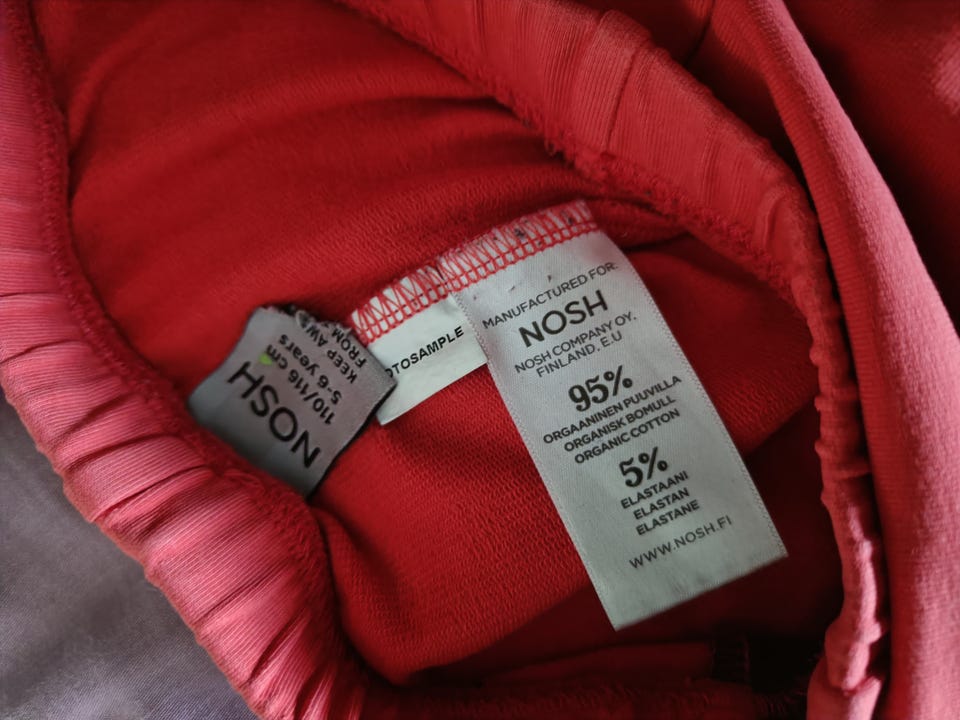 NOSH
110/116 cm
5-6 years
KEEP AWA
FROM
OTOSAMPLE
MANUFACTURED FOR:
NOSH
NOSH COMPANY OY.
FINLAND, E.U
95%
ORGAANINEN PUUVILLA
ORGANISK BOMULL
ORGANIC COTTON
5%
ELASTAANI
ELASTAN
ELASTANE
WWW.NOSH.FI